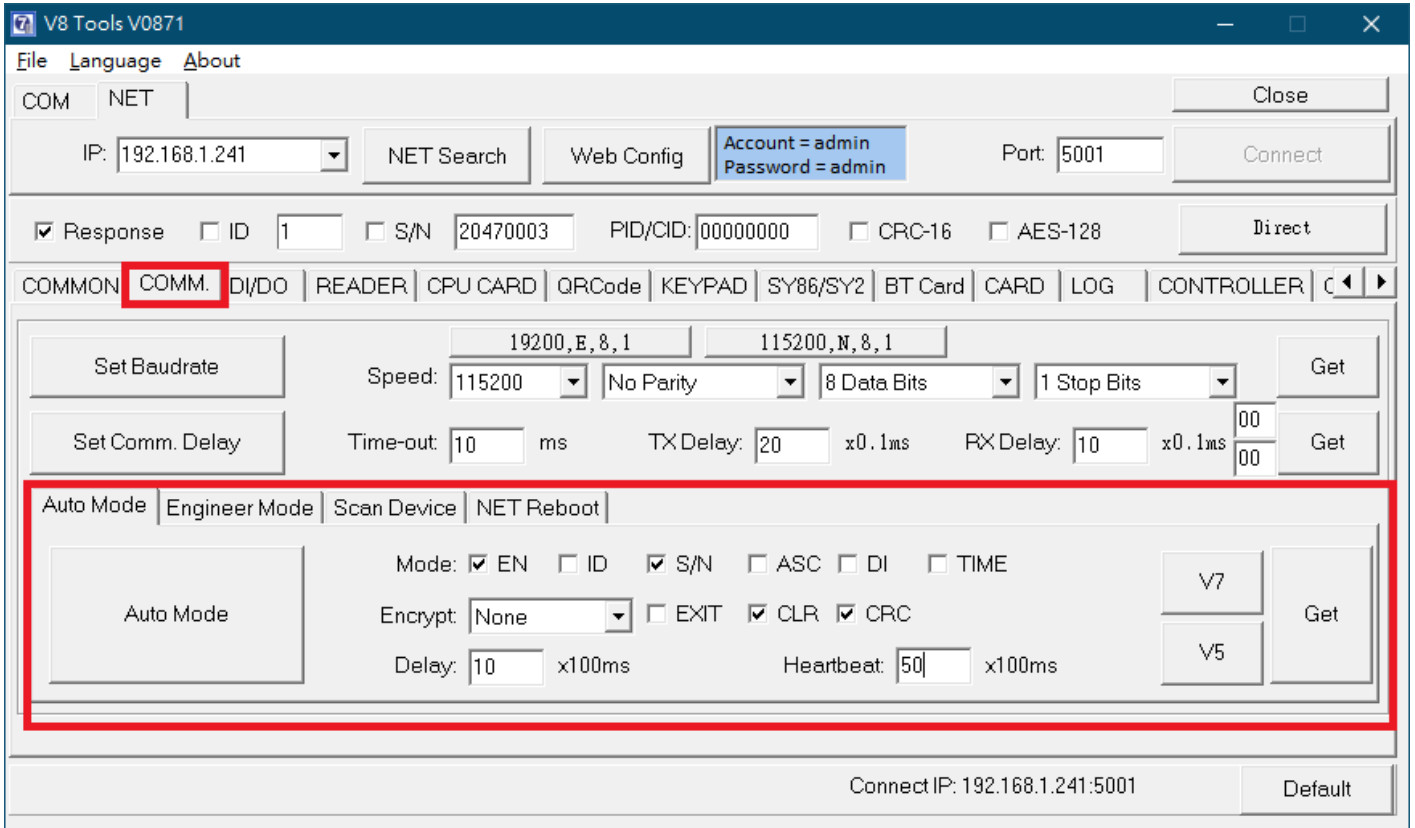 V8 Tools V0871
File Language About
COM NET Close
IP: 192.168.1.241 NET Search Web Config Account = admin Port: 5001 Connect
Password = admin
Response ID 1 S/N 20470003 PID/CID: 00000000 CRC-16 AES-128 Direct
COMMON COMM. DI/DO READER CPU CARD QRCode KEYPAD SY86/SY2 BT Card CARD LOG CONTROLLER
19200,E,8,1 115200,N,8,1
Set Baudrate Speed: 115200 No Parity 8 Data Bits 1 Stop Bits Get
00
Set Comm. Delay Time-out: 10 ms TX Delay: 20 x0.1ms RX Delay: 10 x0.1ms Get
00
Auto Mode Engineer Mode Scan Device NET Reboot
Mode: EN ID S/N ASC DI TIME V7
Auto Mode Encrypt: None EXIT CLR CRC Get
Delay: 10 x100ms Heartbeat: 50 x100ms V5
Connect IP: 192.168.1.241:5001 Default